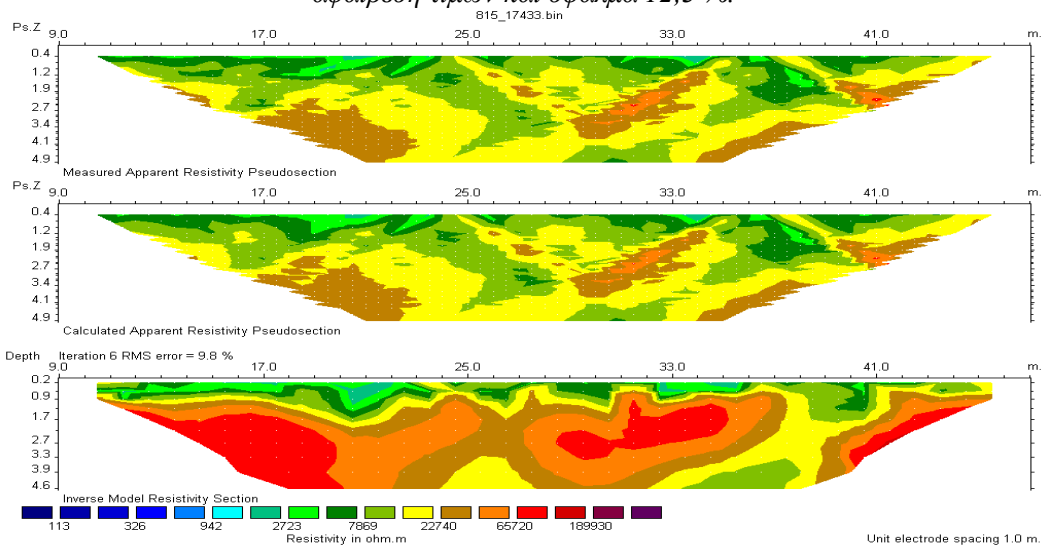 815_17433.bin
Ps.Z
9.0 17.0 25.0 33.0 41.0 m.
0.4
1.2
1.9
2.7
3.4
4.1
4.9
Measured Apparent Resistivity Pseudosection
Ps.Z
9.0 17.0 25.0 33.0 41.0 m.
0.4
1.2
1.9
2.7
3.4
4.1
4.9
Calculated Apparent Resistivity Pseudosection
Depth Iteration 6 RMS error = 9.8 %
9.0 17.0 25.0 33.0 41.0 m.
0.2
0.9
1.7
2.7
3.3
3.9
4.6
Inverse Model Resistivity Section
113 326 942 2723 7869 22740 65720 189930
Resistivity in ohm.m Unit electrode spacing 1.0 m.